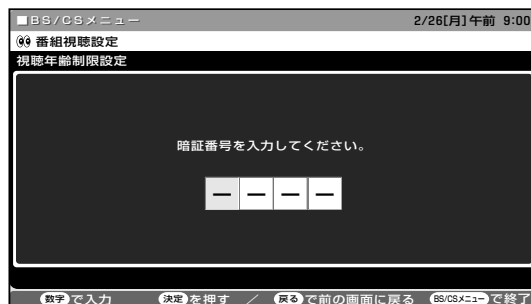 ■BS/CSメニュー 2/26[月]午前 9:00
番組視聴設定
視聴年齢制限設定
暗証番号を入力してください。
– – – –
数字で入力 決定を押す ／ 戻るで前の画面に戻る BS/CSメニューで終了